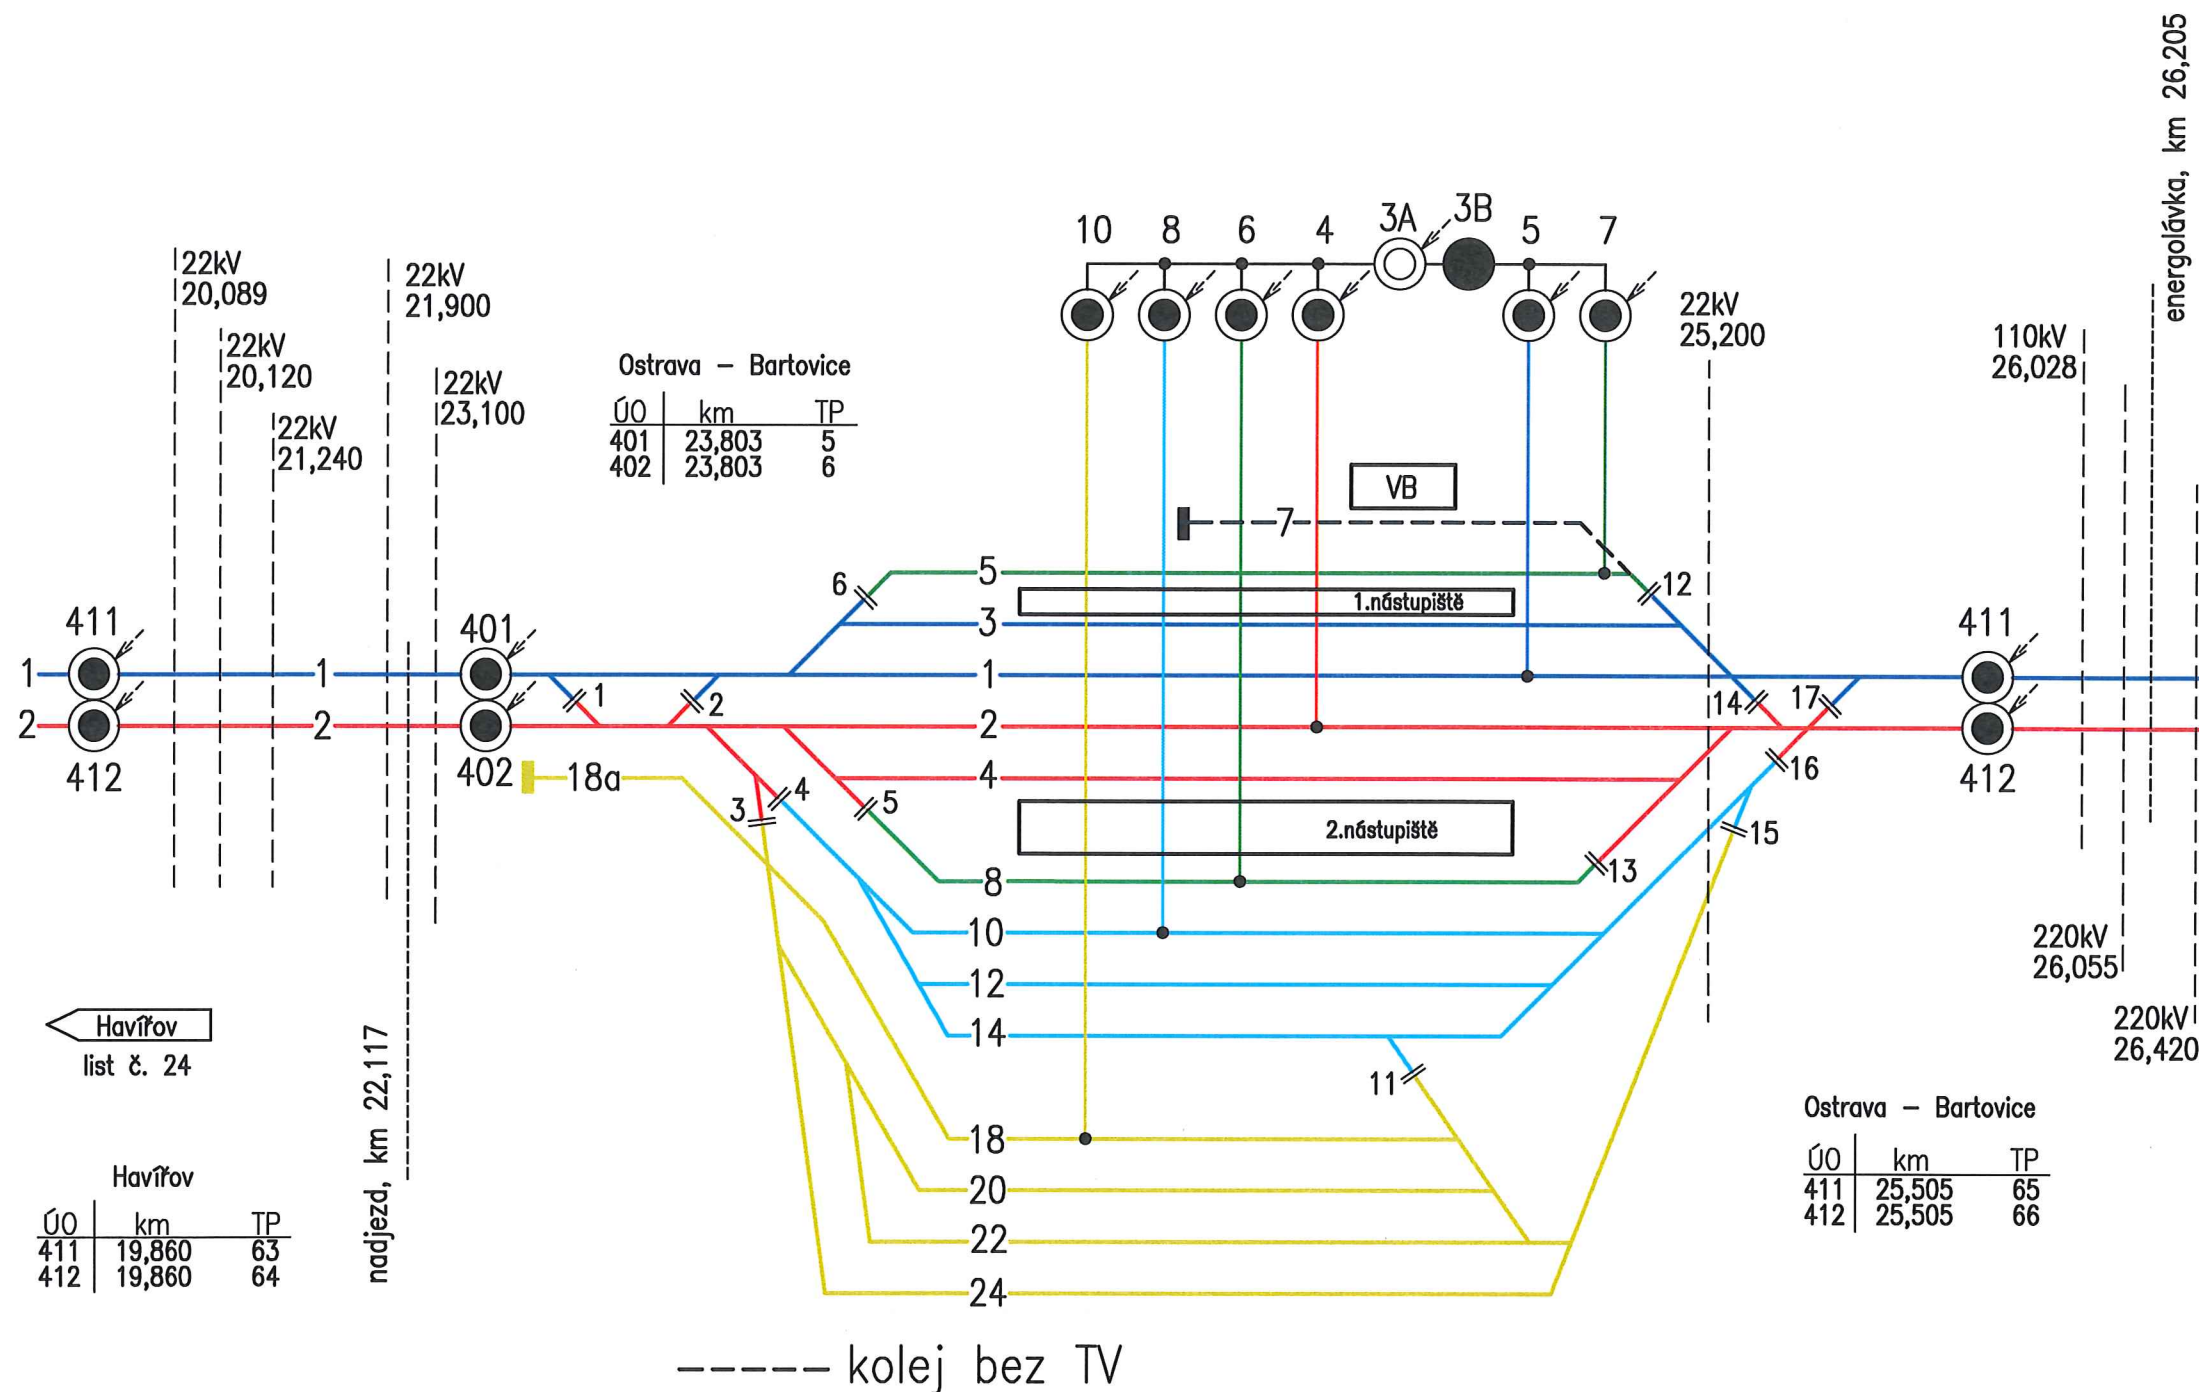 energolávka, km 26,205
10 8 6 4 3A 3B 5 7
22kV
20,089
22kV
20,120
22kV
21,240
22kV
21,900
22kV
23,100
Ostrava – Bartovice
ÚO km TP
401 23,803 5
402 23,803 6
22kV
25,200
110kV
26,028
VB
7
6 5 12
1.nástupiště
3
411 401 411
1 1 1
1 2 14 17
2 2 2
412 402 412
18a 4 16
3 4 5 15
2.nástupiště
13
8
10
12
14
11
18
20
22
24
220kV
26,055
220kV
26,420
Havířov
list č. 24
nadjezd, km 22,117
Havířov
ÚO km TP
411 19,860 63
412 19,860 64
Ostrava – Bartovice
ÚO km TP
411 25,505 65
412 25,505 66
kolej bez TV